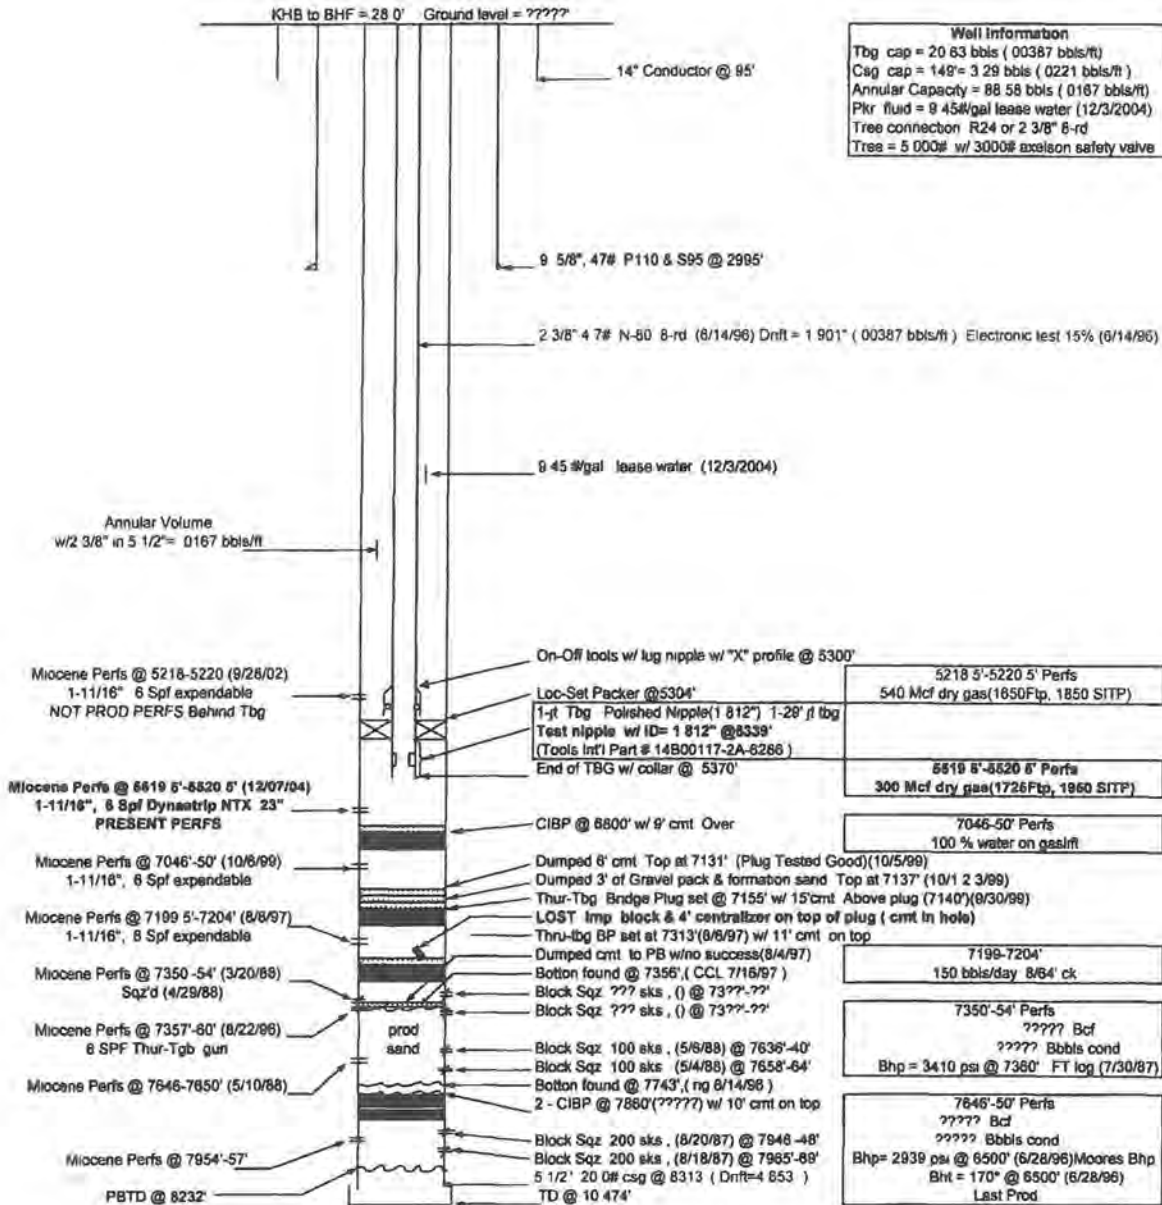 KHB to BHF = 28 0' Ground level = ?????'
Well Information
Tbg cap = 20 63 bbls ( 00387 bbls/ft)
Csg cap = 149'= 3 29 bbls ( 0221 bbls/ft )
Annular Capacity = 88 58 bbls ( 0167 bbls/ft)
Pkr fluid = 9 45#/gal lease water (12/3/2004)
Tree connection R24 or 2 3/8" 8-rd
Tree = 5 000# w/ 3000# axelson safety valve
14" Conductor @ 95'
9 5/8", 47# P110 & S95 @ 2995'
2 3/8" 4 7# N-80 8-rd (6/14/96) Drift = 1 901" ( 00387 bbls/ft ) Electronic test 15% (6/14/96)
9 45 #/gal lease water (12/3/2004)
Annular Volume
w/2 3/8" in 5 1/2"= 0167 bbls/ft
On-Off tools w/ lug nipple w/ "X" profile @ 5300'
Miocene Perfs @ 5218-5220 (9/26/02)
1-11/16" 6 Spf expendable
NOT PROD PERFS Behind Tbg
5218 5'-5220 5' Perfs
540 Mcf dry gas(1650Ftp, 1850 SITP)
Loc-Set Packer @5304'
1-jt Tbg Polished Nipple(1 812") 1-29' jt tbg
Test nipple w/ ID= 1 812" @5339'
(Tools Int'l Part # 14B00117-2A-6286 )
End of TBG w/ collar @ 5370'
Miocene Perfs @ 5519 5'-5520 5' (12/07/04)
1-11/16", 6 Spf Dynastrip NTX 23"
PRESENT PERFS
5519 5'-5520 5' Perfs
300 Mcf dry gas(1725Ftp, 1960 SITP)
CIBP @ 6800' w/ 9' cmt Over
7046-50' Perfs
100 % water on gaslift
Miocene Perfs @ 7046'-50' (10/6/99)
1-11/16", 6 Spf expendable
Dumped 6' cmt Top at 7131' (Plug Tested Good)(10/5/99)
Dumped 3' of Gravel pack & formation sand Top at 7137' (10/1 2 3/99)
Thur-Tbg Bridge Plug set @ 7155' w/ 15'cmt Above plug (7140')(9/30/99)
Miocene Perfs @ 7199 5'-7204' (8/8/97)
1-11/16", 8 Spf expendable
LOST Imp block & 4' centralizer on top of plug ( cmt in hole)
Thru-tbg BP set at 7313'(8/6/97) w/ 11' cmt on top
Dumped cmt to PB w/no success(8/4/97)
7199-7204'
150 bbls/day 8/64' ck
Miocene Perfs @ 7350 -54' (3/20/88)
Sqz'd (4/29/88)
Botton found @ 7356',( CCL 7/16/97 )
Block Sqz ??? sks , () @ 73??'-??'
Block Sqz ??? sks , () @ 73??'-??'
7350'-54' Perfs
????? Bcf
????? Bbbls cond
Bhp = 3410 psi @ 7360' FT log (7/30/87)
Miocene Perfs @ 7357'-60' (8/22/96)
6 SPF Thur-Tgb gun
prod
sand
Block Sqz 100 sks , (5/6/88) @ 7636'-40'
Block Sqz 100 sks , (5/4/88) @ 7658'-64'
Miocene Perfs @ 7646-7650' (5/10/88)
Botton found @ 7743',( ng 6/14/96 )
2 - CIBP @ 7860'(?????) w/ 10' cmt on top
7646'-50' Perfs
????? Bcf
????? Bbbls cond
Bhp= 2939 psi @ 6500' (6/28/96)Moores Bhp
Bht = 170° @ 6500' (6/28/96)
Last Prod
Block Sqz 200 sks , (8/20/87) @ 7946 -48'
Block Sqz 200 sks , (8/18/87) @ 7965'-69'
Miocene Perfs @ 7954'-57'
5 1/2' 20 0# csg @ 8313 ( Drift=4 653 )
PBTD @ 8232'
TD @ 10 474'